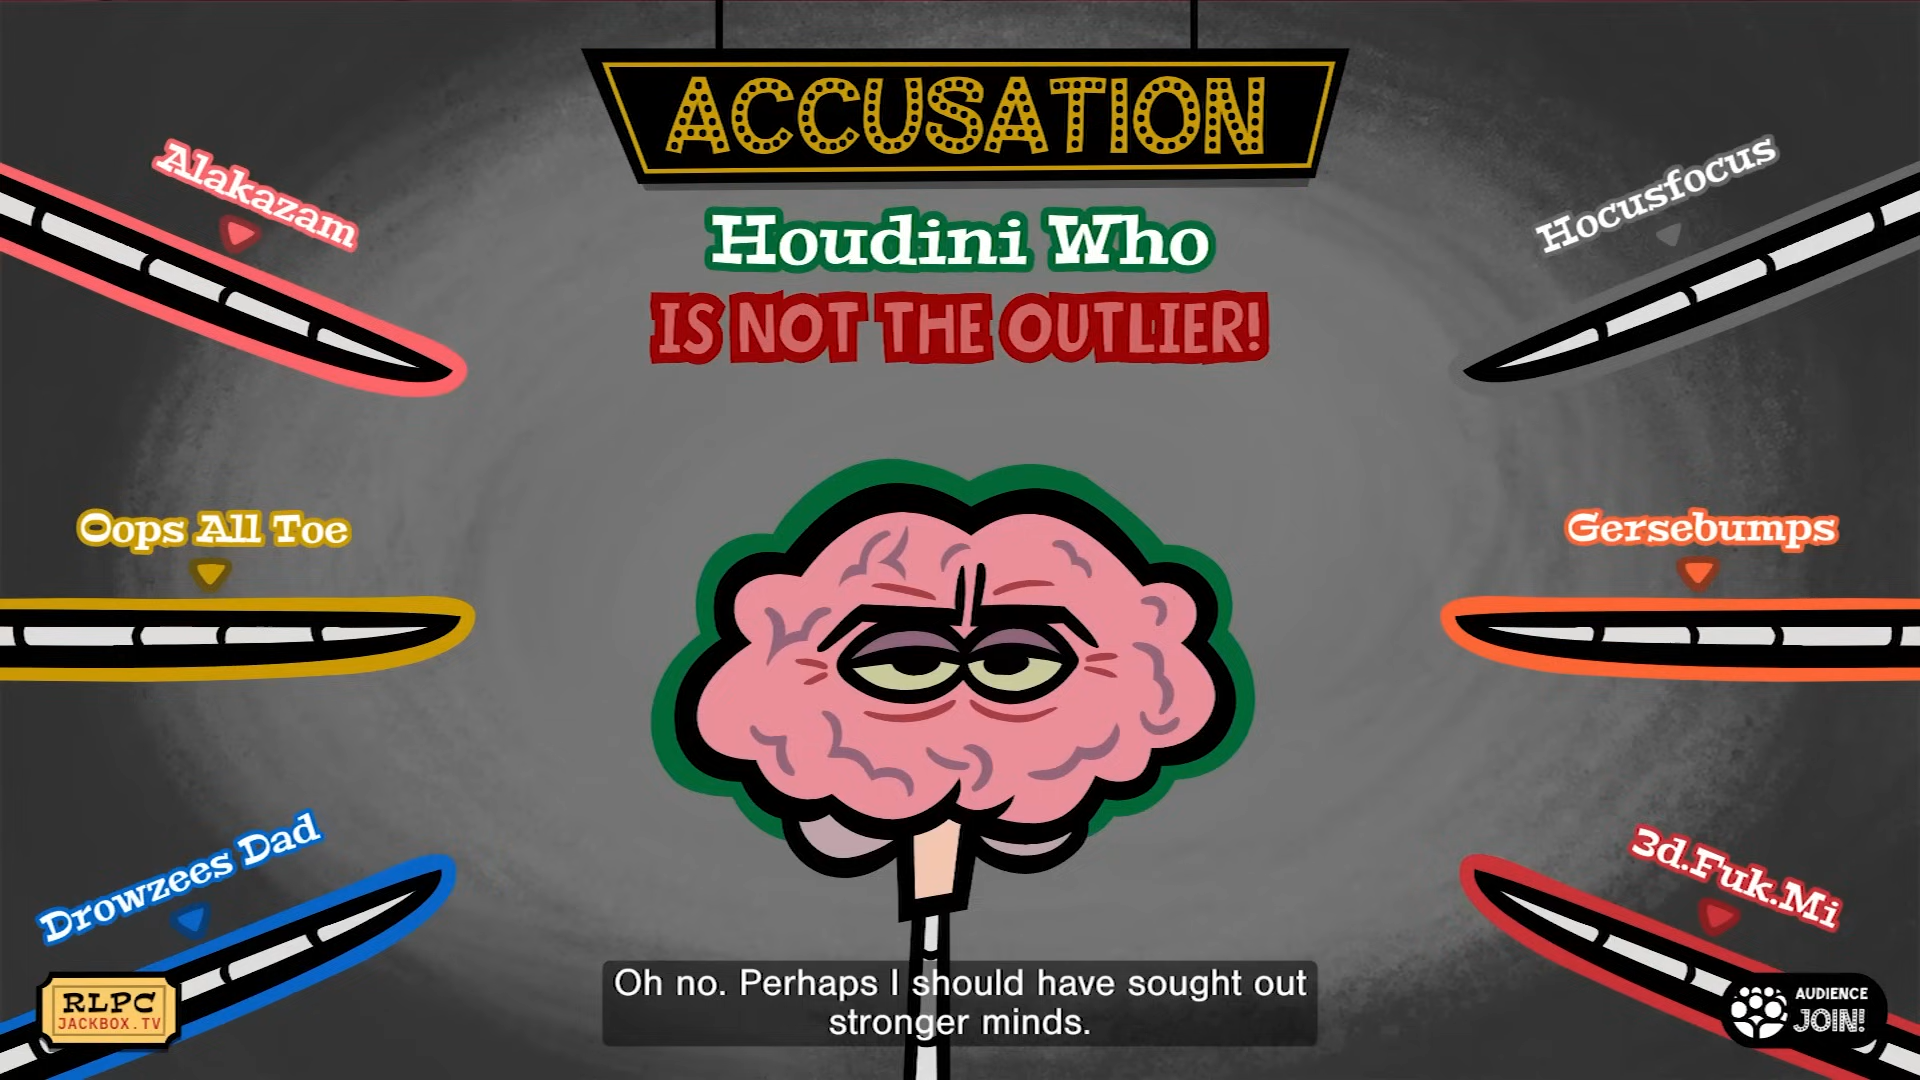 ACCUSATION
Houdini Who
IS NOT THE OUTLIER!
Alakazam
Hocusfocus
Oops All Toe
Gersebumps
Drowzees Dad
3d.Fuk.Mi
Oh no. Perhaps I should have sought out
stronger minds.
RLPC
JACKBOX.TV
AUDIENCE
JOIN!